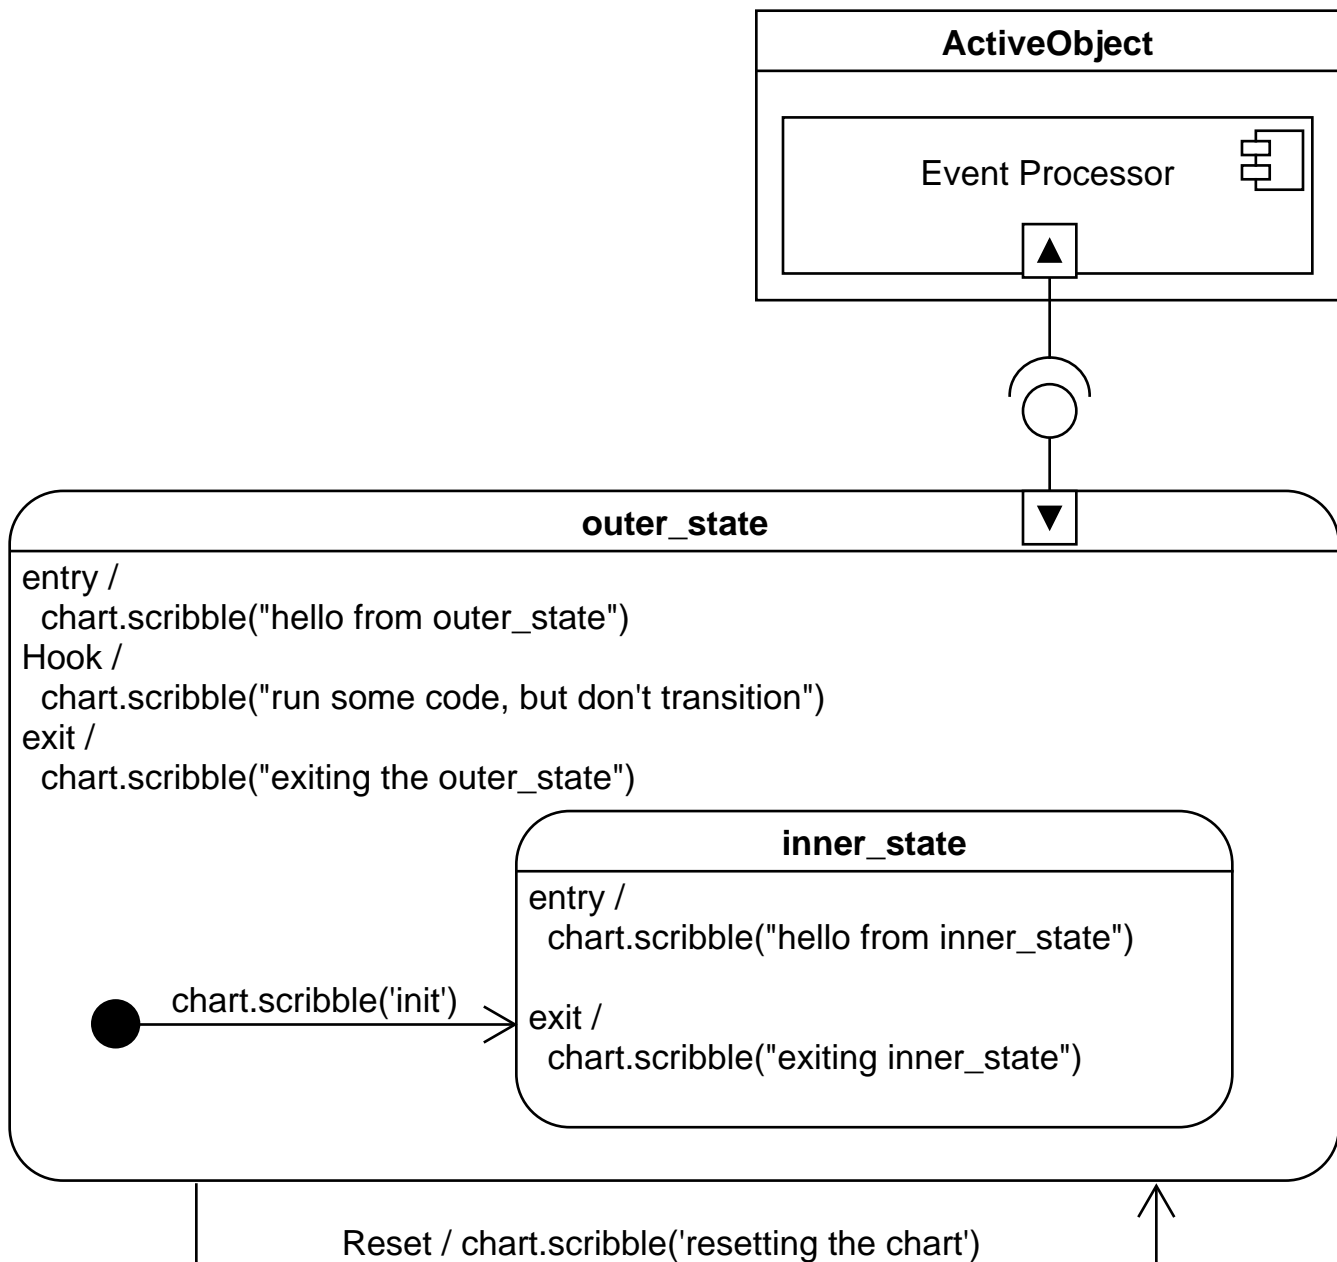 ActiveObject
Event Processor
outer_state
entry /
chart.scribble("hello from outer_state")
Hook /
chart.scribble("run some code, but don't transition")
exit /
chart.scribble("exiting the outer_state")
inner_state
entry /
chart.scribble("hello from inner_state")
chart.scribble('init')
exit /
chart.scribble("exiting inner_state")
Reset / chart.scribble('resetting the chart')